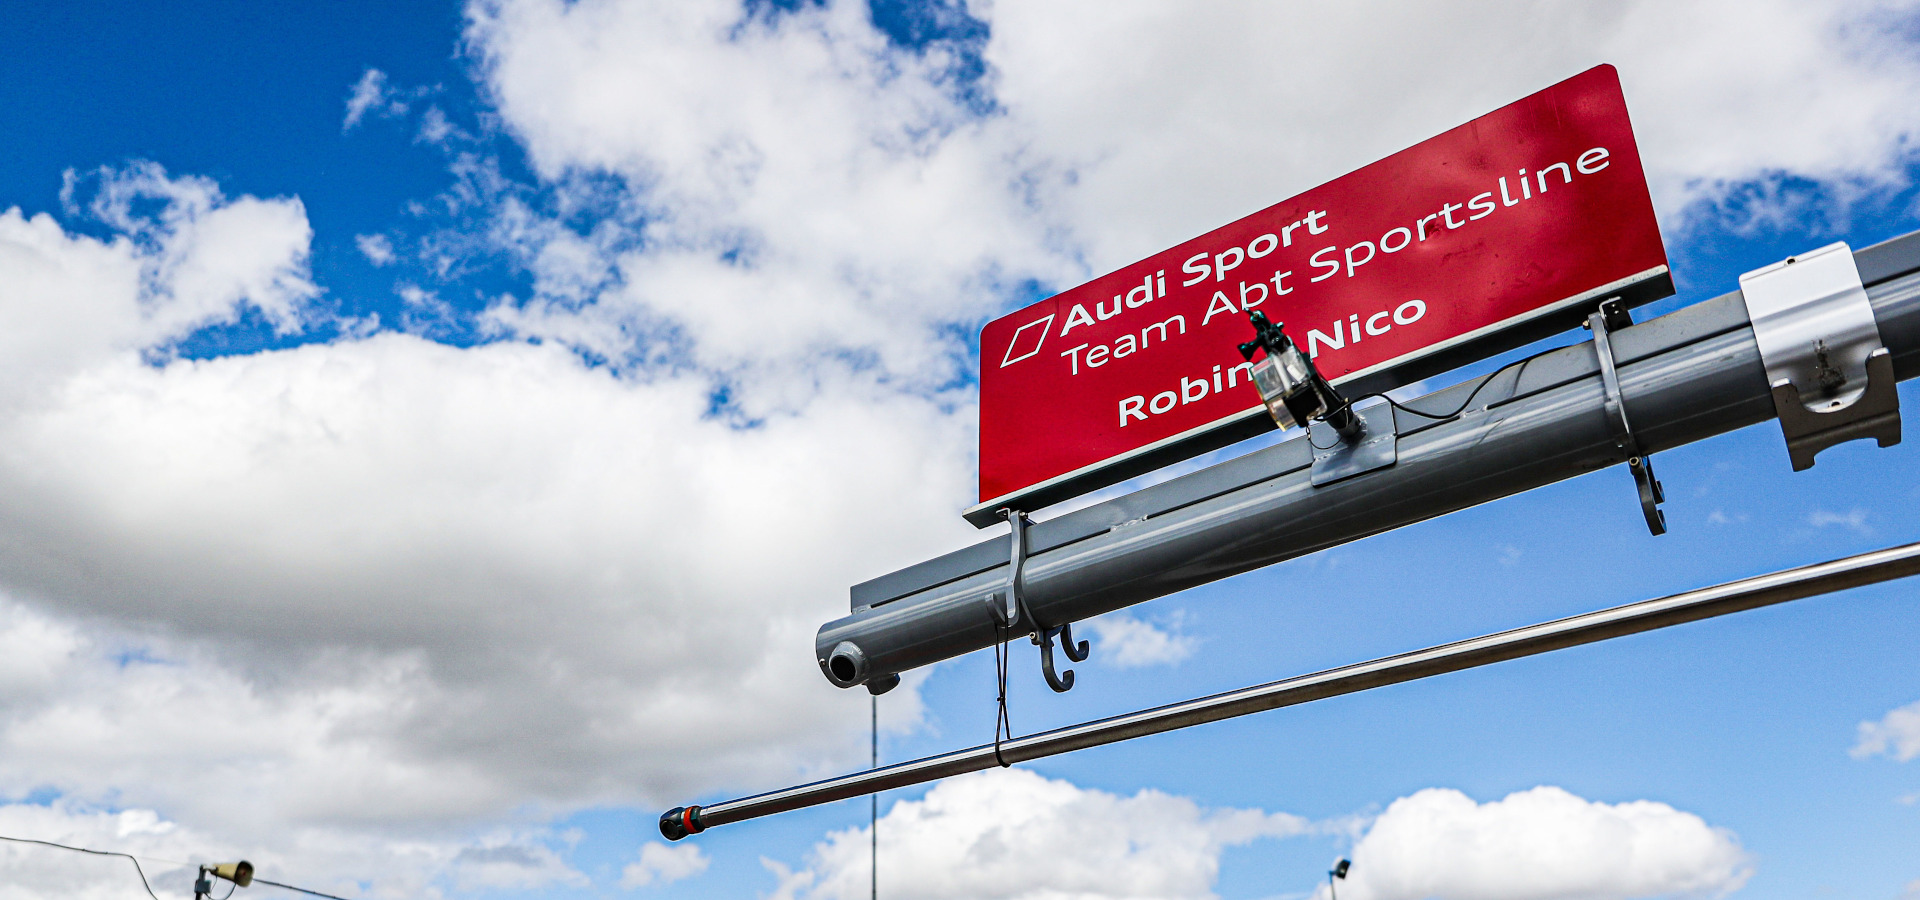 Audi Sport
Team Abt Sportsline
Robin Nico